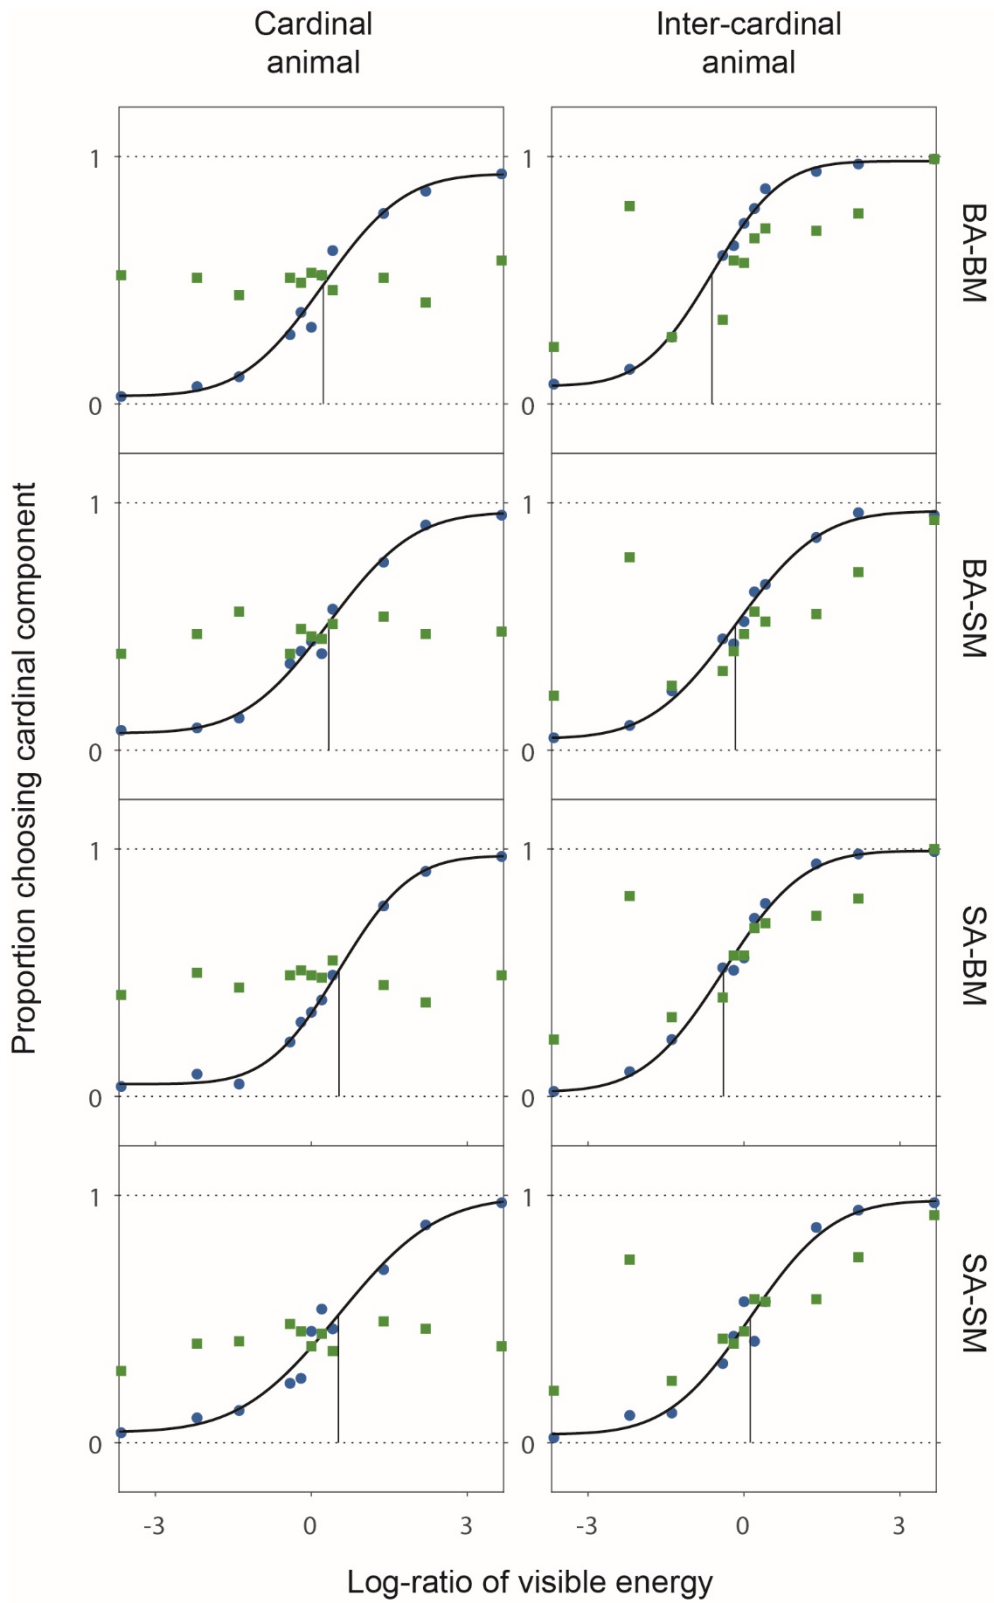 Cardinal
animal
Inter-cardinal
animal
Proportion choosing cardinal component
1
0
1
0
BA-BM
1
0
1
0
BA-SM
1
0
1
0
SA-BM
1
0
1
0
SA-SM
-3
0
3
-3
0
3
Log-ratio of visible energy